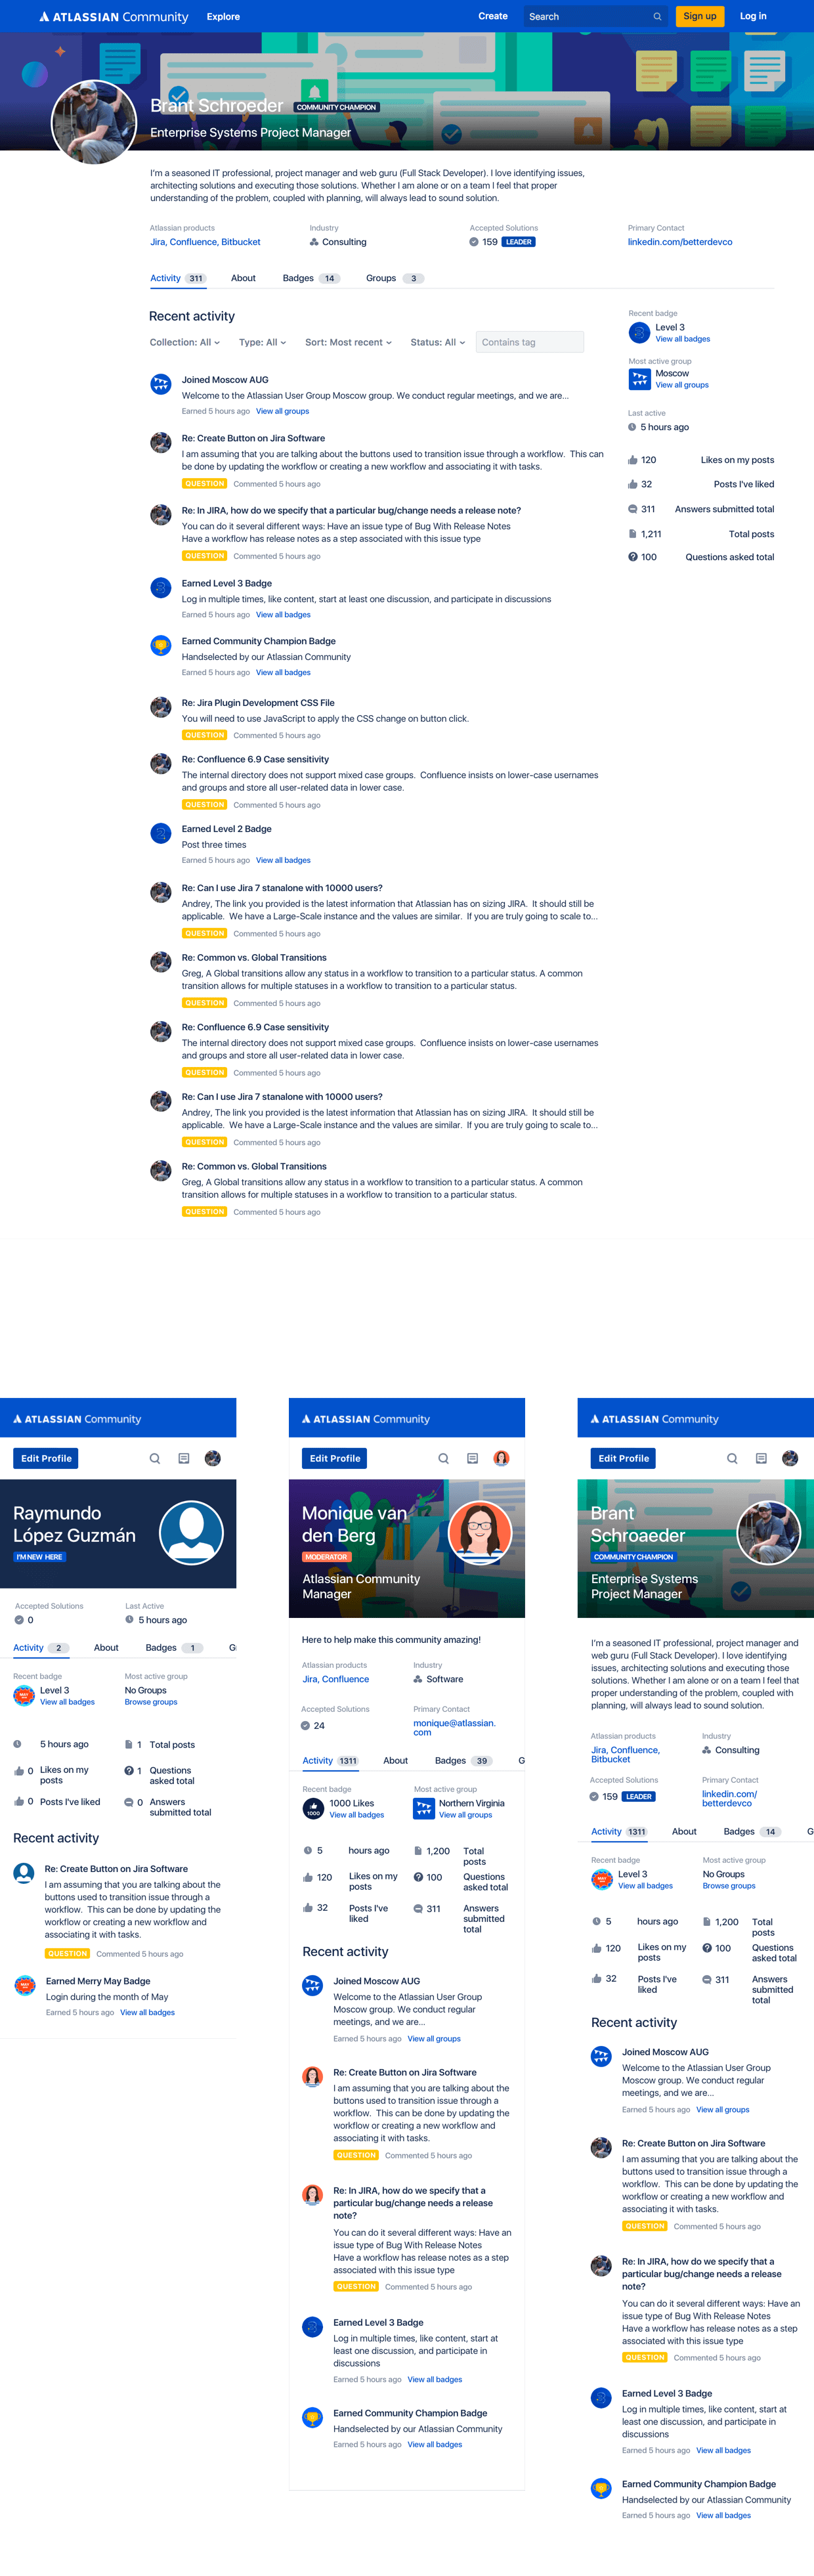 ATLASSIAN Community
Explore
Create
Search
Sign up
Log in
Brant Schroeder COMMUNITY CHAMPION
Enterprise Systems Project Manager
I'm a seasoned IT professional, project manager and web guru (Full Stack Developer). I love identifying issues,
architecting solutions and executing those solutions. Whether I am alone or on a team I feel that proper
understanding of the problem, coupled with planning, will always lead to sound solution.
Atlassian products
Jira, Confluence, Bitbucket
Industry
Consulting
Accepted Solutions
159 LEADER
Primary Contact
linkedin.com/betterdevco
Activity 311 About Badges 14 Groups 3
Recent activity
Collection: All Type: All Sort: Most recent Status: All Contains tag
Joined Moscow AUG
Welcome to the Atlassian User Group Moscow group. We conduct regular meetings, and we are...
Earned 5 hours ago View all groups
Re: Create Button on Jira Software
I am assuming that you are talking about the buttons used to transition issue through a workflow. This can
be done by updating the workflow or creating a new workflow and associating it with tasks.
QUESTION Commented 5 hours ago
Re: In JIRA, how do we specify that a particular bug/change needs a release note?
You can do it several different ways: Have an issue type of Bug With Release Notes
Have a workflow has release notes as a step associated with this issue type
QUESTION Commented 5 hours ago
Earned Level 3 Badge
Log in multiple times, like content, start at least one discussion, and participate in discussions
Earned 5 hours ago View all badges
Earned Community Champion Badge
Handselected by our Atlassian Community
Earned 5 hours ago View all badges
Re: Jira Plugin Development CSS File
You will need to use JavaScript to apply the CSS change on button click.
QUESTION Commented 5 hours ago
Re: Confluence 6.9 Case sensitivity
The internal directory does not support mixed case groups. Confluence insists on lower-case usernames
and groups and store all user-related data in lower case.
QUESTION Commented 5 hours ago
Earned Level 2 Badge
Post three times
Earned 5 hours ago View all badges
Re: Can I use Jira 7 stanalone with 10000 users?
Andrey, The link you provided is the latest information that Atlassian has on sizing JIRA. It should still be
applicable. We have a Large-Scale instance and the values are similar. If you are truly going to scale to...
QUESTION Commented 5 hours ago
Re: Common vs. Global Transitions
Greg, A Global transitions allow any status in a workflow to transition to a particular status. A common
transition allows for multiple statuses in a workflow to transition to a particular status.
QUESTION Commented 5 hours ago
Re: Confluence 6.9 Case sensitivity
The internal directory does not support mixed case groups. Confluence insists on lower-case usernames
and groups and store all user-related data in lower case.
QUESTION Commented 5 hours ago
Re: Can I use Jira 7 stanalone with 10000 users?
Andrey, The link you provided is the latest information that Atlassian has on sizing JIRA. It should still be
applicable. We have a Large-Scale instance and the values are similar. If you are truly going to scale to...
QUESTION Commented 5 hours ago
Re: Common vs. Global Transitions
Greg, A Global transitions allow any status in a workflow to transition to a particular status. A common
transition allows for multiple statuses in a workflow to transition to a particular status.
QUESTION Commented 5 hours ago
Recent badge
Level 3
View all badges
Most active group
Moscow
View all groups
Last active
5 hours ago
120 Likes on my posts
32 Posts I've liked
311 Answers submitted total
1,211 Total posts
100 Questions asked total
ATLASSIAN Community
Edit Profile
Raymundo
López Guzmán
I'M NEW HERE
Accepted Solutions
0
Last Active
5 hours ago
Activity 2 About Badges 1 G
Recent badge
Level 3
View all badges
Most active group
No Groups
Browse groups
5 hours ago
1 Total posts
0 Likes on my
posts
1 Questions
asked total
0 Posts I've liked
0 Answers
submitted total
Recent activity
Re: Create Button on Jira Software
I am assuming that you are talking about the
buttons used to transition issue through a
workflow. This can be done by updating the
workflow or creating a new workflow and
associating it with tasks.
QUESTION Commented 5 hours ago
Earned Merry May Badge
Login during the month of May
Earned 5 hours ago View all badges
ATLASSIAN Community
Edit Profile
Monique van
den Berg
MODERATOR
Atlassian Community
Manager
Here to help make this community amazing!
Atlassian products
Jira, Confluence
Industry
Software
Accepted Solutions
24
Primary Contact
monique@atlassian.
com
Activity 1311 About Badges 39 G
Recent badge
1000
1000 Likes
View all badges
Most active group
Northern Virginia
View all groups
5 hours ago
1,200 Total
posts
120 Likes on my
posts
100 Questions
asked total
32 Posts I've
liked
311 Answers
submitted
total
Recent activity
Joined Moscow AUG
Welcome to the Atlassian User Group
Moscow group. We conduct regular
meetings, and we are...
Earned 5 hours ago View all groups
Re: Create Button on Jira Software
I am assuming that you are talking about the
buttons used to transition issue through a
workflow. This can be done by updating the
workflow or creating a new workflow and
associating it with tasks.
QUESTION Commented 5 hours ago
Re: In JIRA, how do we specify that a
particular bug/change needs a release
note?
You can do it several different ways: Have an
issue type of Bug With Release Notes
Have a workflow has release notes as a step
associated with this issue type
QUESTION Commented 5 hours ago
Earned Level 3 Badge
Log in multiple times, like content, start at
least one discussion, and participate in
discussions
Earned 5 hours ago View all badges
Earned Community Champion Badge
Handselected by our Atlassian Community
Earned 5 hours ago View all badges
ATLASSIAN Community
Edit Profile
Brant
Schroaeder
COMMUNITY CHAMPION
Enterprise Systems
Project Manager
I'm a seasoned IT professional, project manager and
web guru (Full Stack Developer). I love identifying
issues, architecting solutions and executing those
solutions. Whether I am alone or on a team I feel that
proper understanding of the problem, coupled with
planning, will always lead to sound solution.
Atlassian products
Jira, Confluence,
Bitbucket
Industry
Consulting
Accepted Solutions
159 LEADER
Primary Contact
linkedin.com/
betterdevco
Activity 1311 About Badges 14 G
Recent badge
Level 3
View all badges
Most active group
No Groups
Browse groups
5 hours ago
1,200 Total
posts
120 Likes on my
posts
100 Questions
asked total
32 Posts I've
liked
311 Answers
submitted
total
Recent activity
Joined Moscow AUG
Welcome to the Atlassian User Group
Moscow group. We conduct regular
meetings, and we are...
Earned 5 hours ago View all groups
Re: Create Button on Jira Software
I am assuming that you are talking about the
buttons used to transition issue through a
workflow. This can be done by updating the
workflow or creating a new workflow and
associating it with tasks.
QUESTION Commented 5 hours ago
Re: In JIRA, how do we specify that a
particular bug/change needs a release
note?
You can do it several different ways: Have an
issue type of Bug With Release Notes
Have a workflow has release notes as a step
associated with this issue type
QUESTION Commented 5 hours ago
Earned Level 3 Badge
Log in multiple times, like content, start at
least one discussion, and participate in
discussions
Earned 5 hours ago View all badges
Earned Community Champion Badge
Handselected by our Atlassian Community
Earned 5 hours ago View all badges